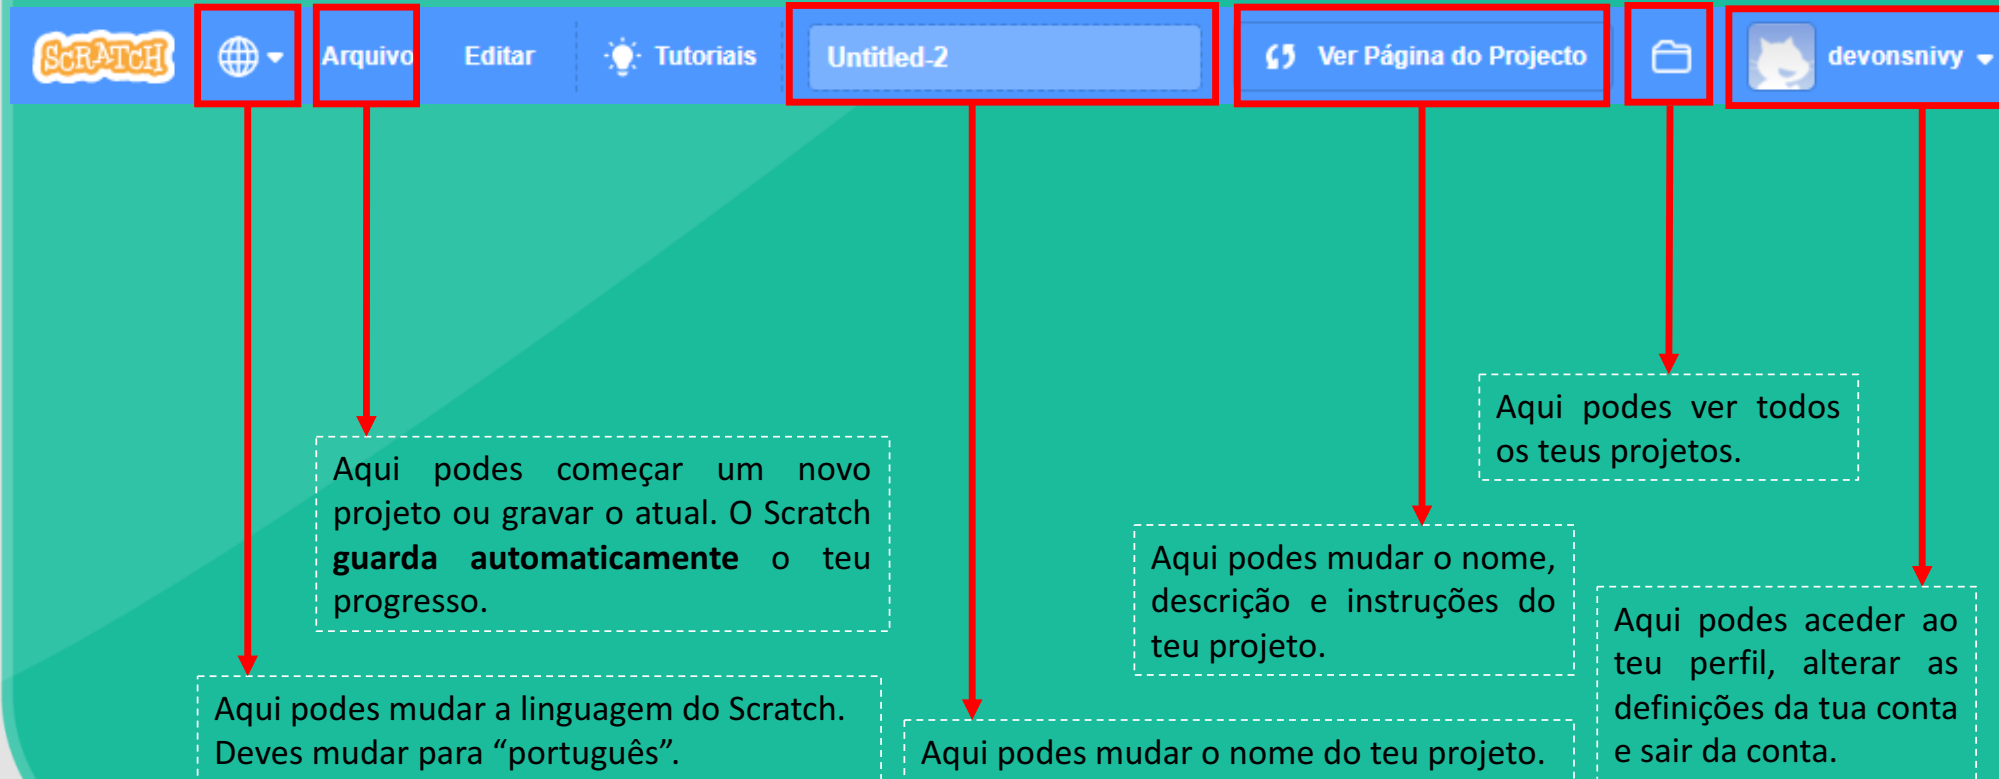 SCRATCH
Arquivo
Editar
Tutoriais
Untitled-2
Ver Página do Projecto
devonsnivy
Aqui podes ver todos
os teus projetos.
Aqui podes começar um novo
projeto ou gravar o atual. O Scratch
guarda automaticamente o teu
progresso.
Aqui podes mudar o nome,
descrição e instruções do
teu projeto.
Aqui podes aceder ao
teu perfil, alterar as
definições da tua conta
e sair da conta.
Aqui podes mudar a linguagem do Scratch.
Deves mudar para “português”.
Aqui podes mudar o nome do teu projeto.